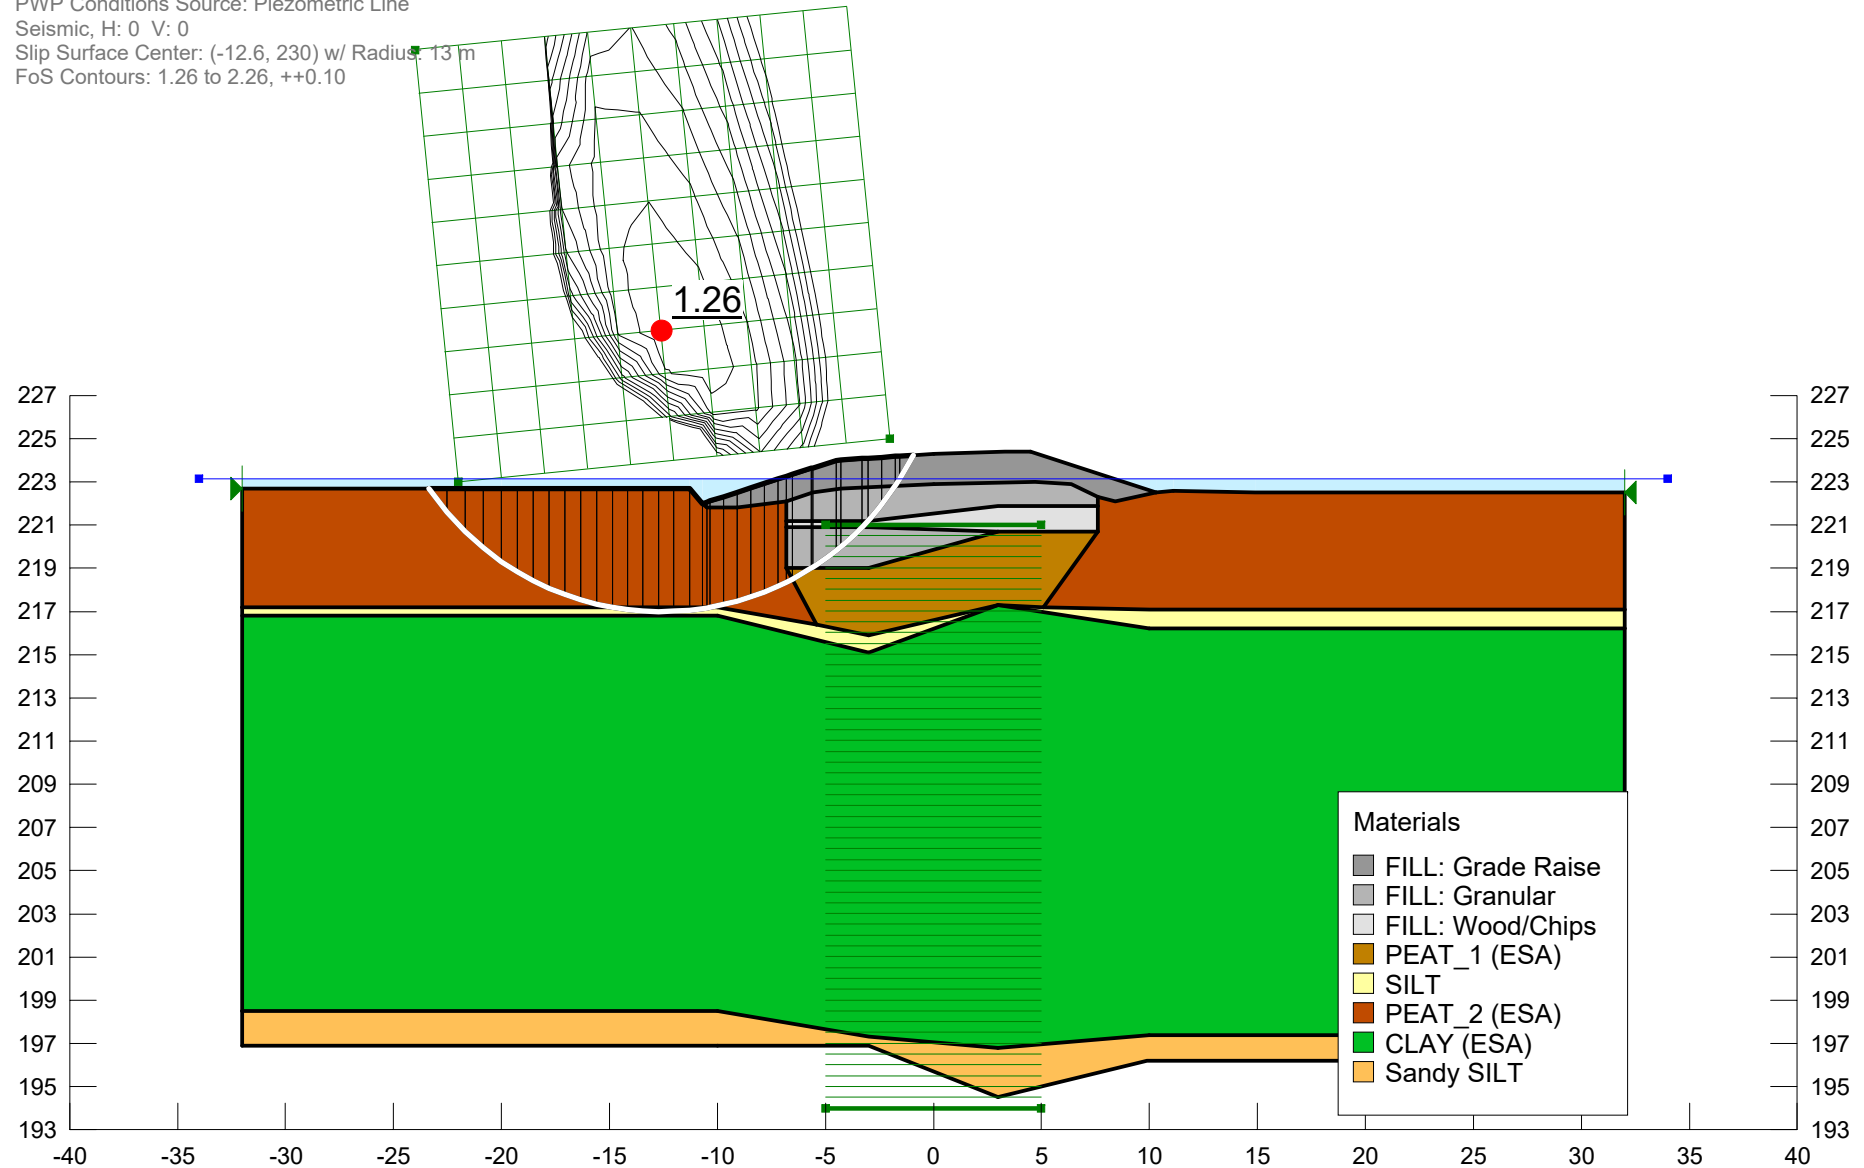 PWP Conditions Source: Piezometric Line
Seismic, H: 0 V: 0
Slip Surface Center: (-12.6, 230) w/ Radius: 13 m
FoS Contours: 1.26 to 2.26, ++0.10
1.26
227 227
225 225
223 223
221 221
219 219
217 217
215 215
213 213
211 211
209 209
207 207
205 205
203 203
201 201
199 199
197 197
195 195
193 193
Materials
FILL: Grade Raise
FILL: Granular
FILL: Wood/Chips
PEAT_1 (ESA)
SILT
PEAT_2 (ESA)
CLAY (ESA)
Sandy SILT
-40 -35 -30 -25 -20 -15 -10 -5 0 5 10 15 20 25 30 35 40